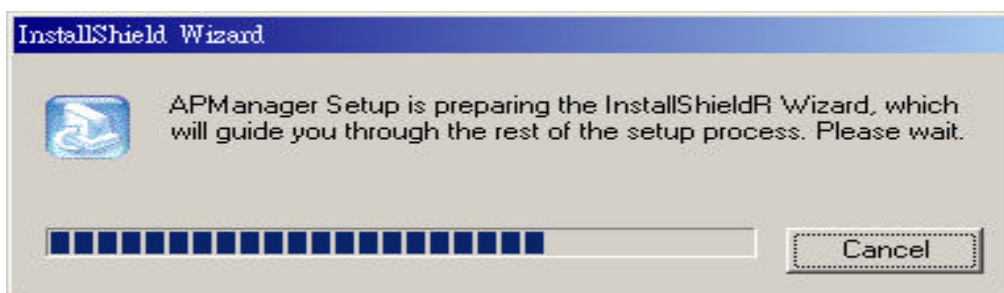 InstallShield Wizard
APManager Setup is preparing the InstallShieldR Wizard, which
will guide you through the rest of the setup process. Please wait.
Cancel